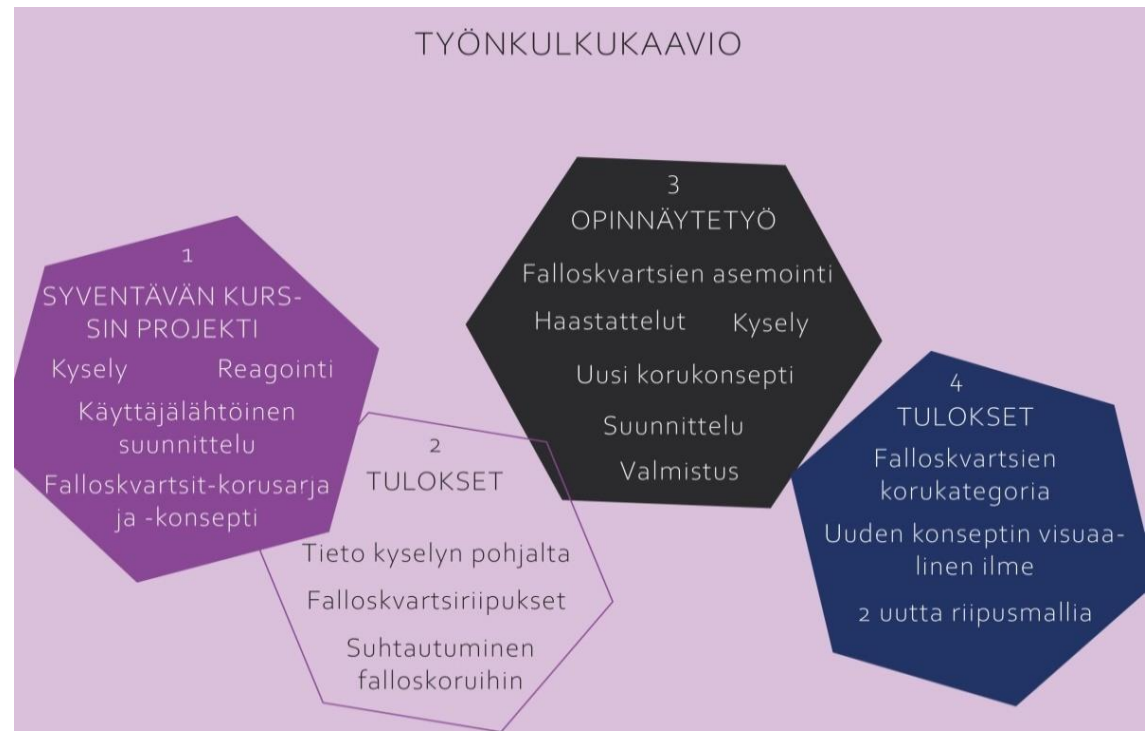 TYÖNKULKUKAAVIO
1
SYVENTÄVÄN KURS-
SIN PROJEKTI
Kysely Reagointi
Käyttäjälähtöinen
suunnittelu
Falloskvartsit-korusarja
ja -konsepti
2
TULOKSET
Tieto kyselyn pohjalta
Falloskvartsiriipukset
Suhtautuminen
falloskoruihin
3
OPINNÄYTETYÖ
Falloskvartsien asemointi
Haastattelut Kysely
Uusi korukonsepti
Suunnittelu
Valmistus
4
TULOKSET
Falloskvartsien
korukategoria
Uuden konseptin visuaa-
linen ilme
2 uutta riipusmallia